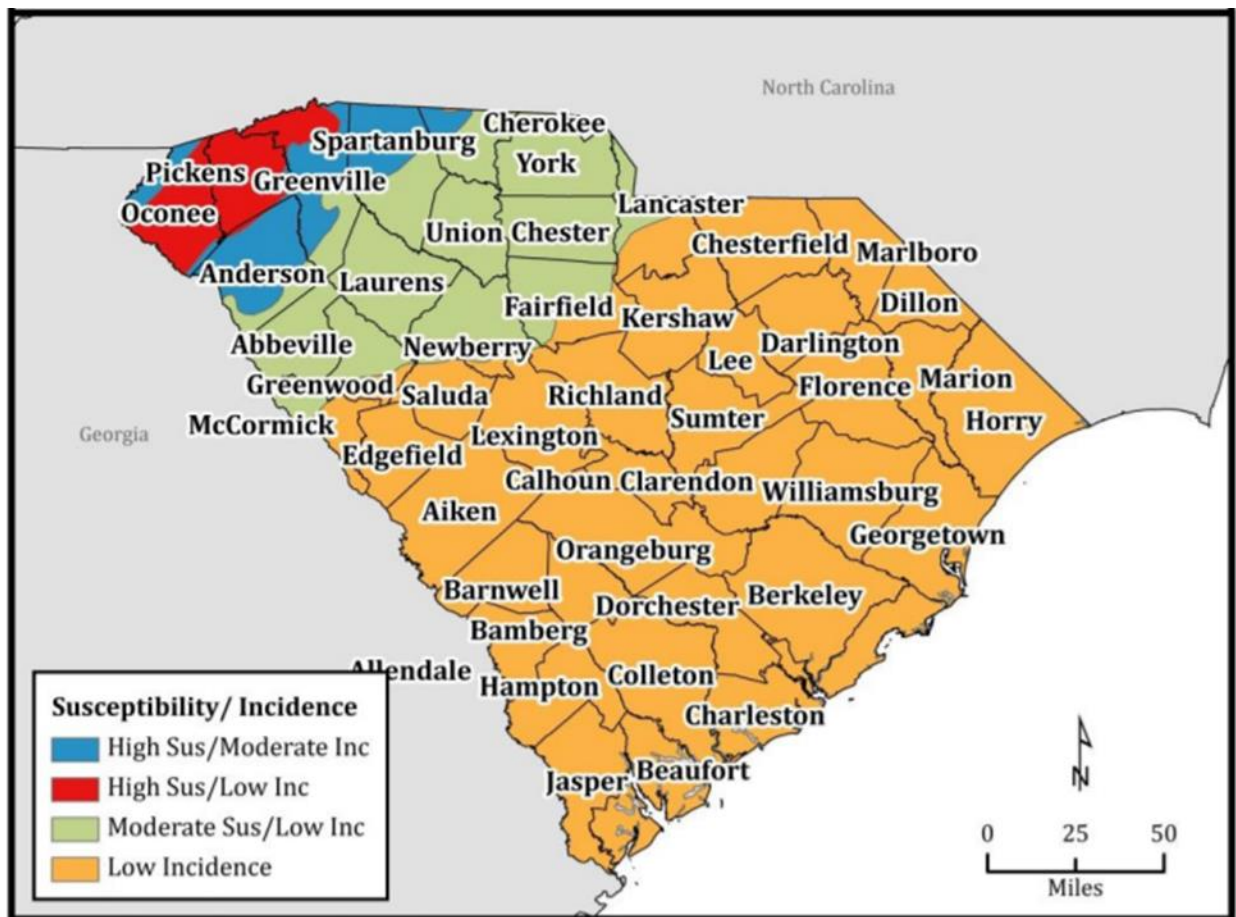 North Carolina
Cherokee
Spartanburg
York
Pickens
Greenville
Oconee
Lancaster
Union
Chester
Chesterfield
Marlboro
Anderson
Laurens
Dillon
Fairfield
Kershaw
Abbeville
Newberry
Lee
Darlington
Greenwood
Saluda
Richland
Florence
Marion
McCormick
Sumter
Horry
Georgia
Lexington
Edgefield
Calhoun
Clarendon
Williamsburg
Aiken
Georgetown
Orangeburg
Barnwell
Dorchester
Berkeley
Bamberg
Allendale
Hampton
Colleton
Charleston
Jasper
Beaufort
Susceptibility/ Incidence
High Sus/Moderate Inc
High Sus/Low Inc
Moderate Sus/Low Inc
Low Incidence
N
0 25 50
Miles